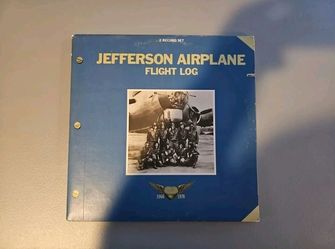 2 RECORD SET
JEFFERSON AIRPLANE
FLIGHT LOG
1966 1976